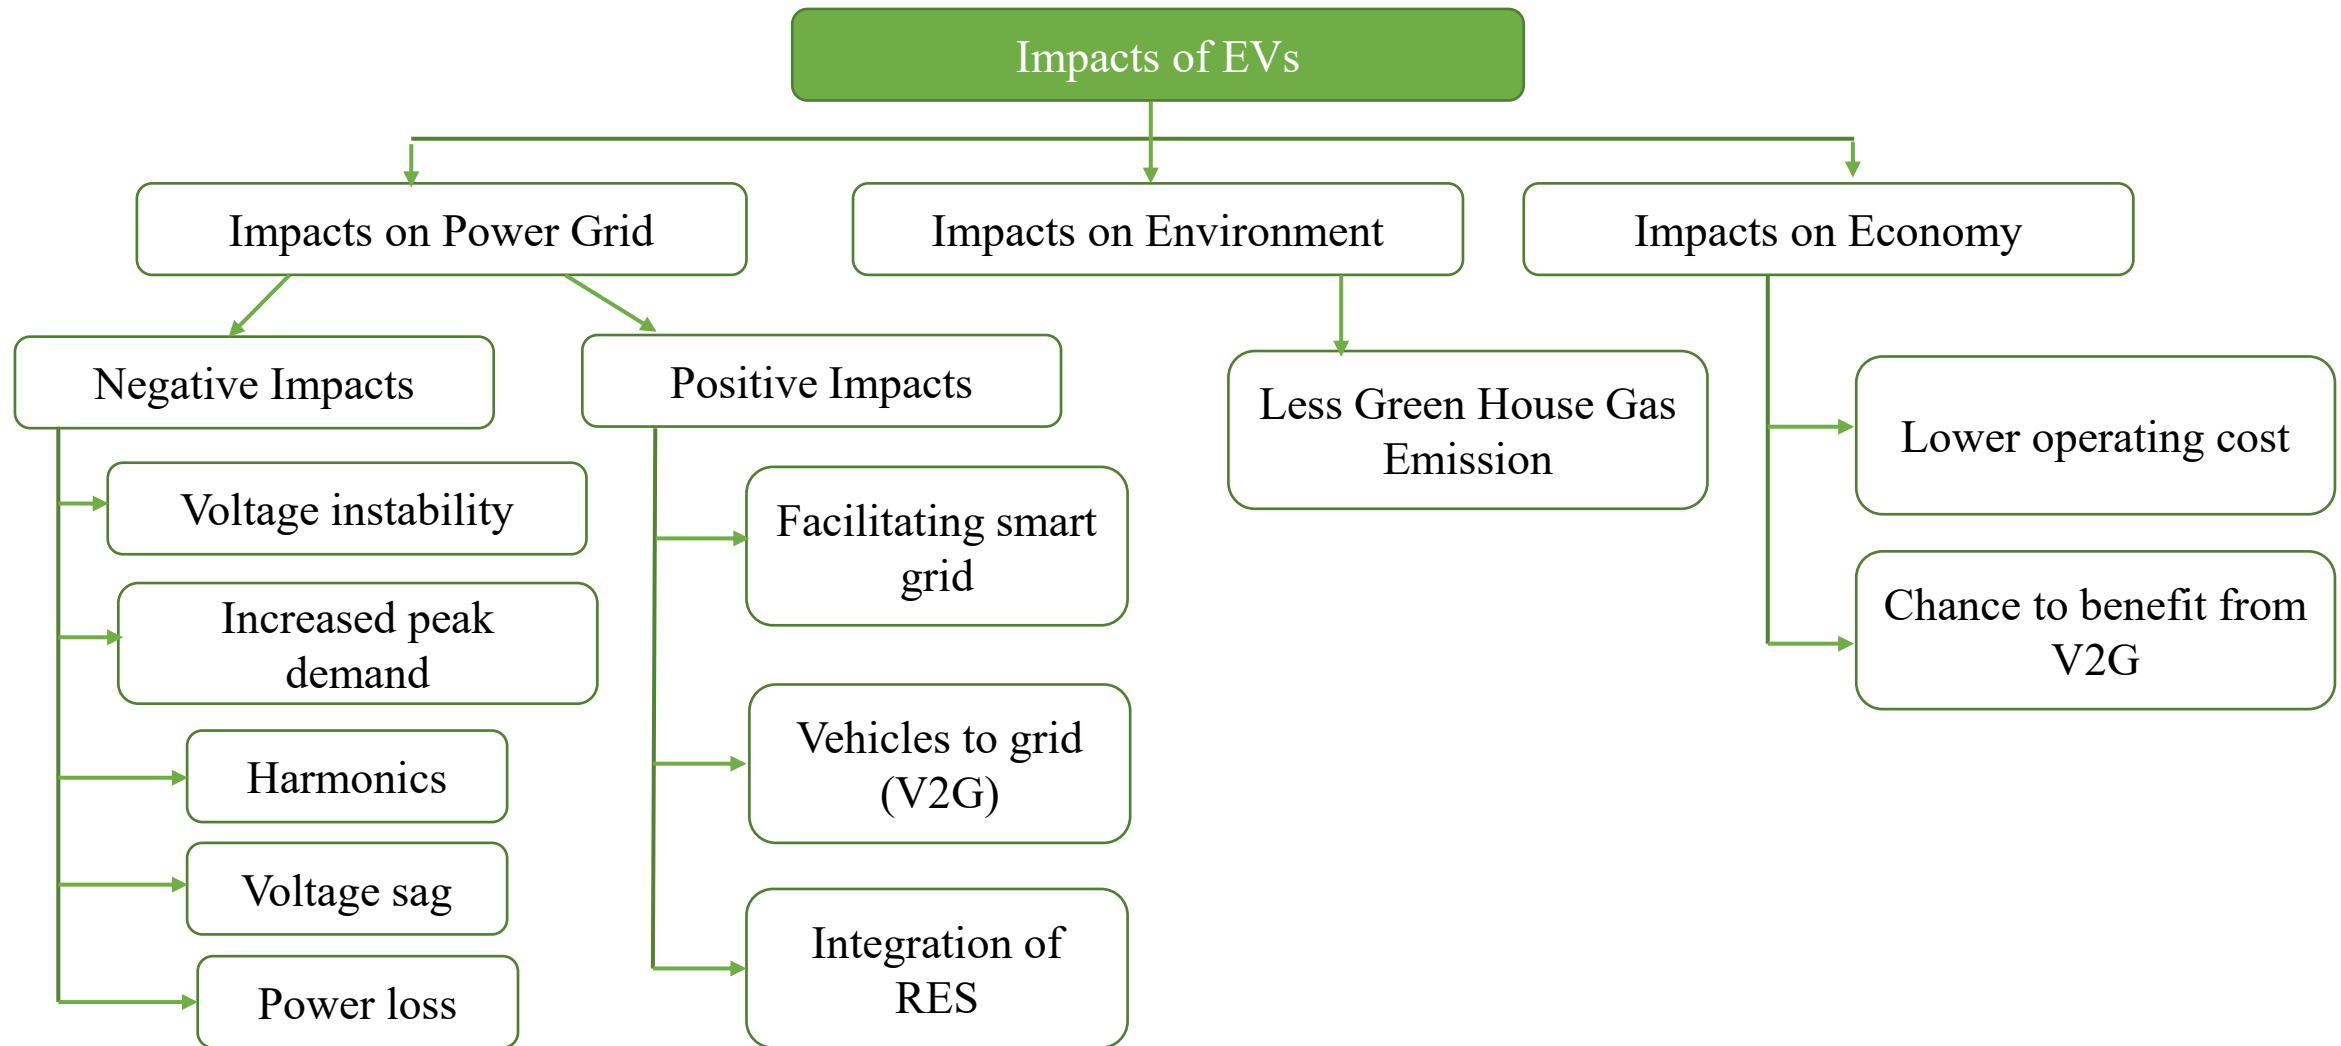 Impacts of EVs
Impacts on Power Grid
Impacts on Environment
Impacts on Economy
Negative Impacts
Positive Impacts
Less Green House Gas
Emission
Lower operating cost
Chance to benefit from
V2G
Voltage instability
Increased peak
demand
Harmonics
Voltage sag
Power loss
Facilitating smart
grid
Vehicles to grid
(V2G)
Integration of
RES